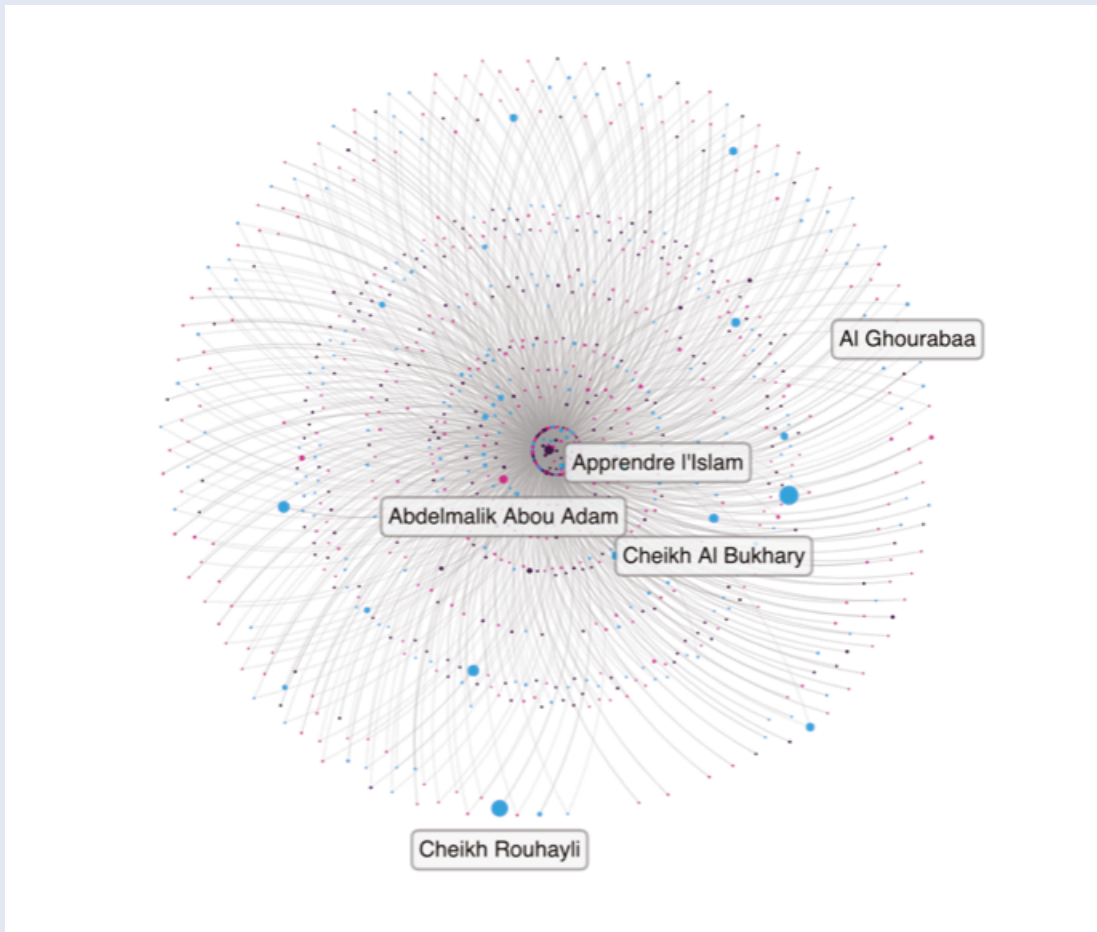 Al Ghourabaa
Apprendre l'Islam
Abdelmalik Abou Adam
Cheikh Al Bukhary
Cheikh Rouhayli